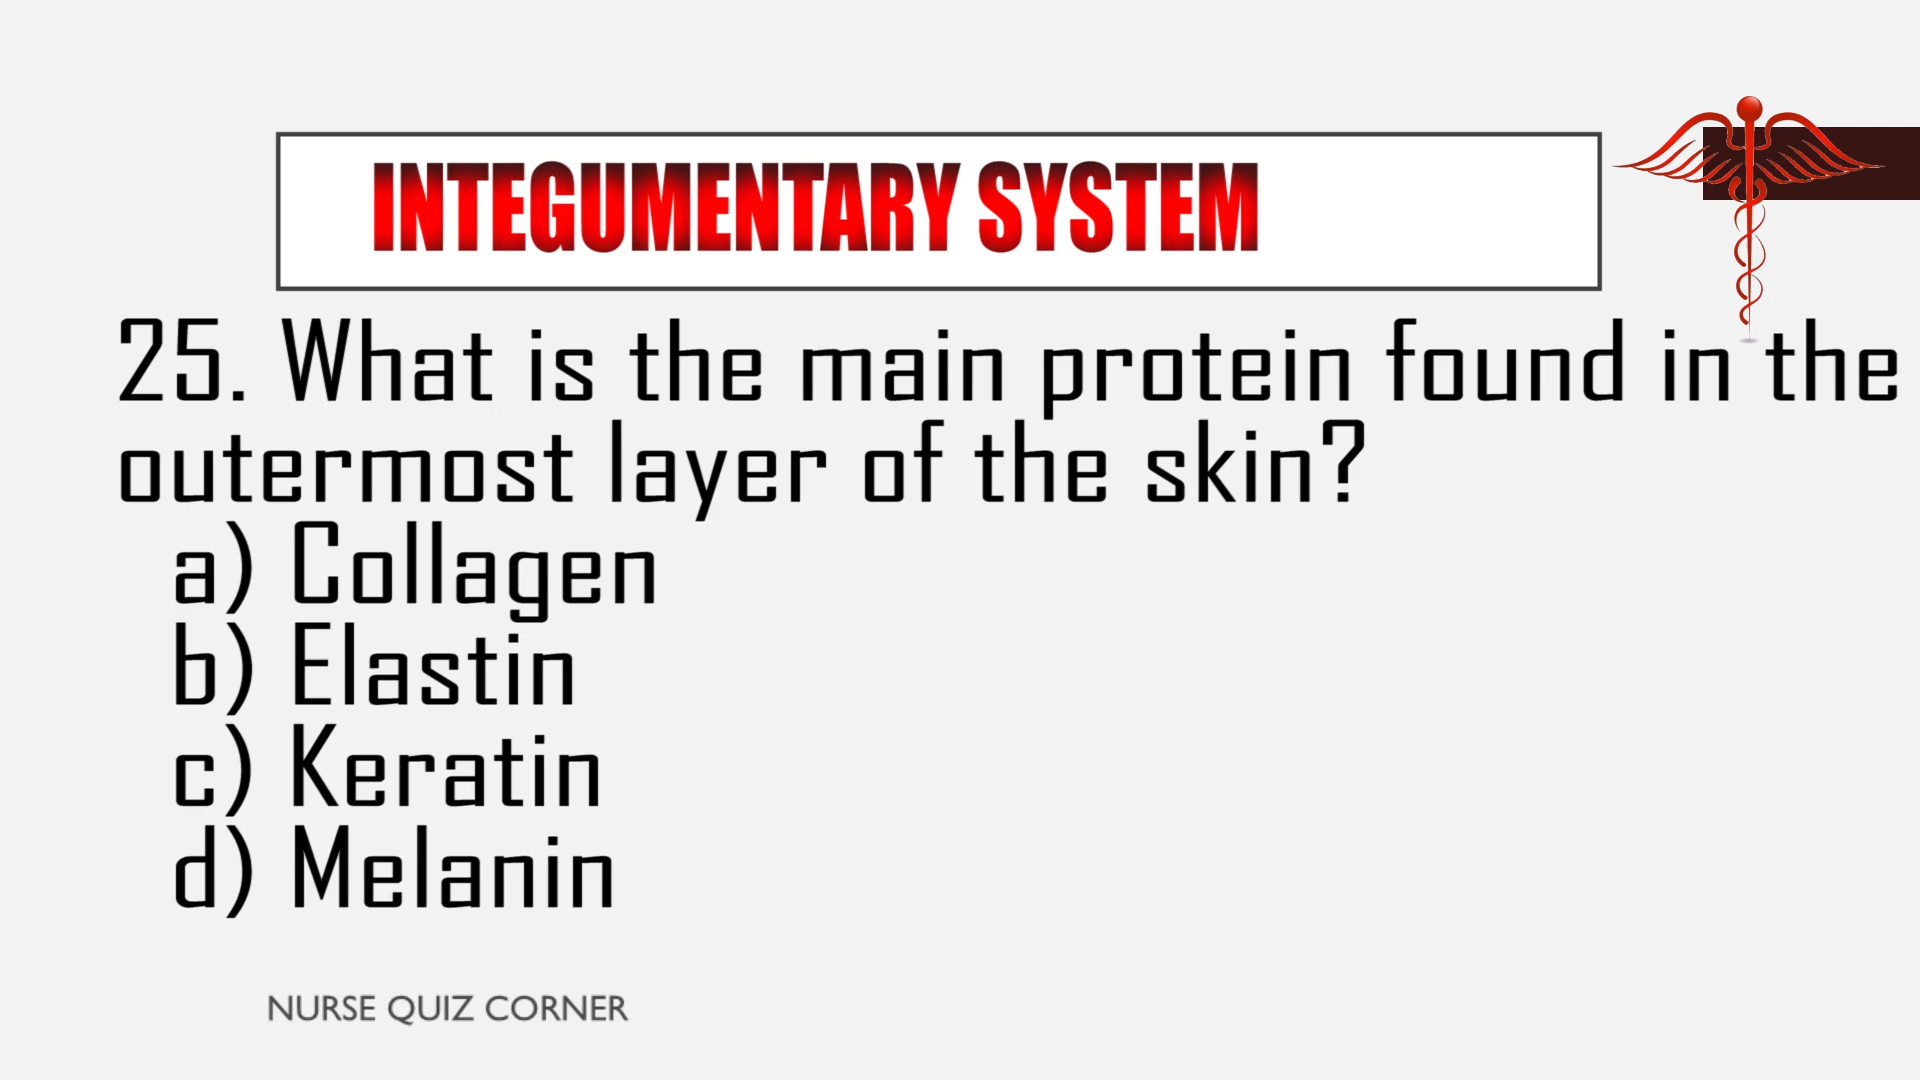 INTEGUMENTARY SYSTEM
25. What is the main protein found in the
outermost layer of the skin?
a) Collagen
b) Elastin
c) Keratin
d) Melanin
NURSE QUIZ CORNER